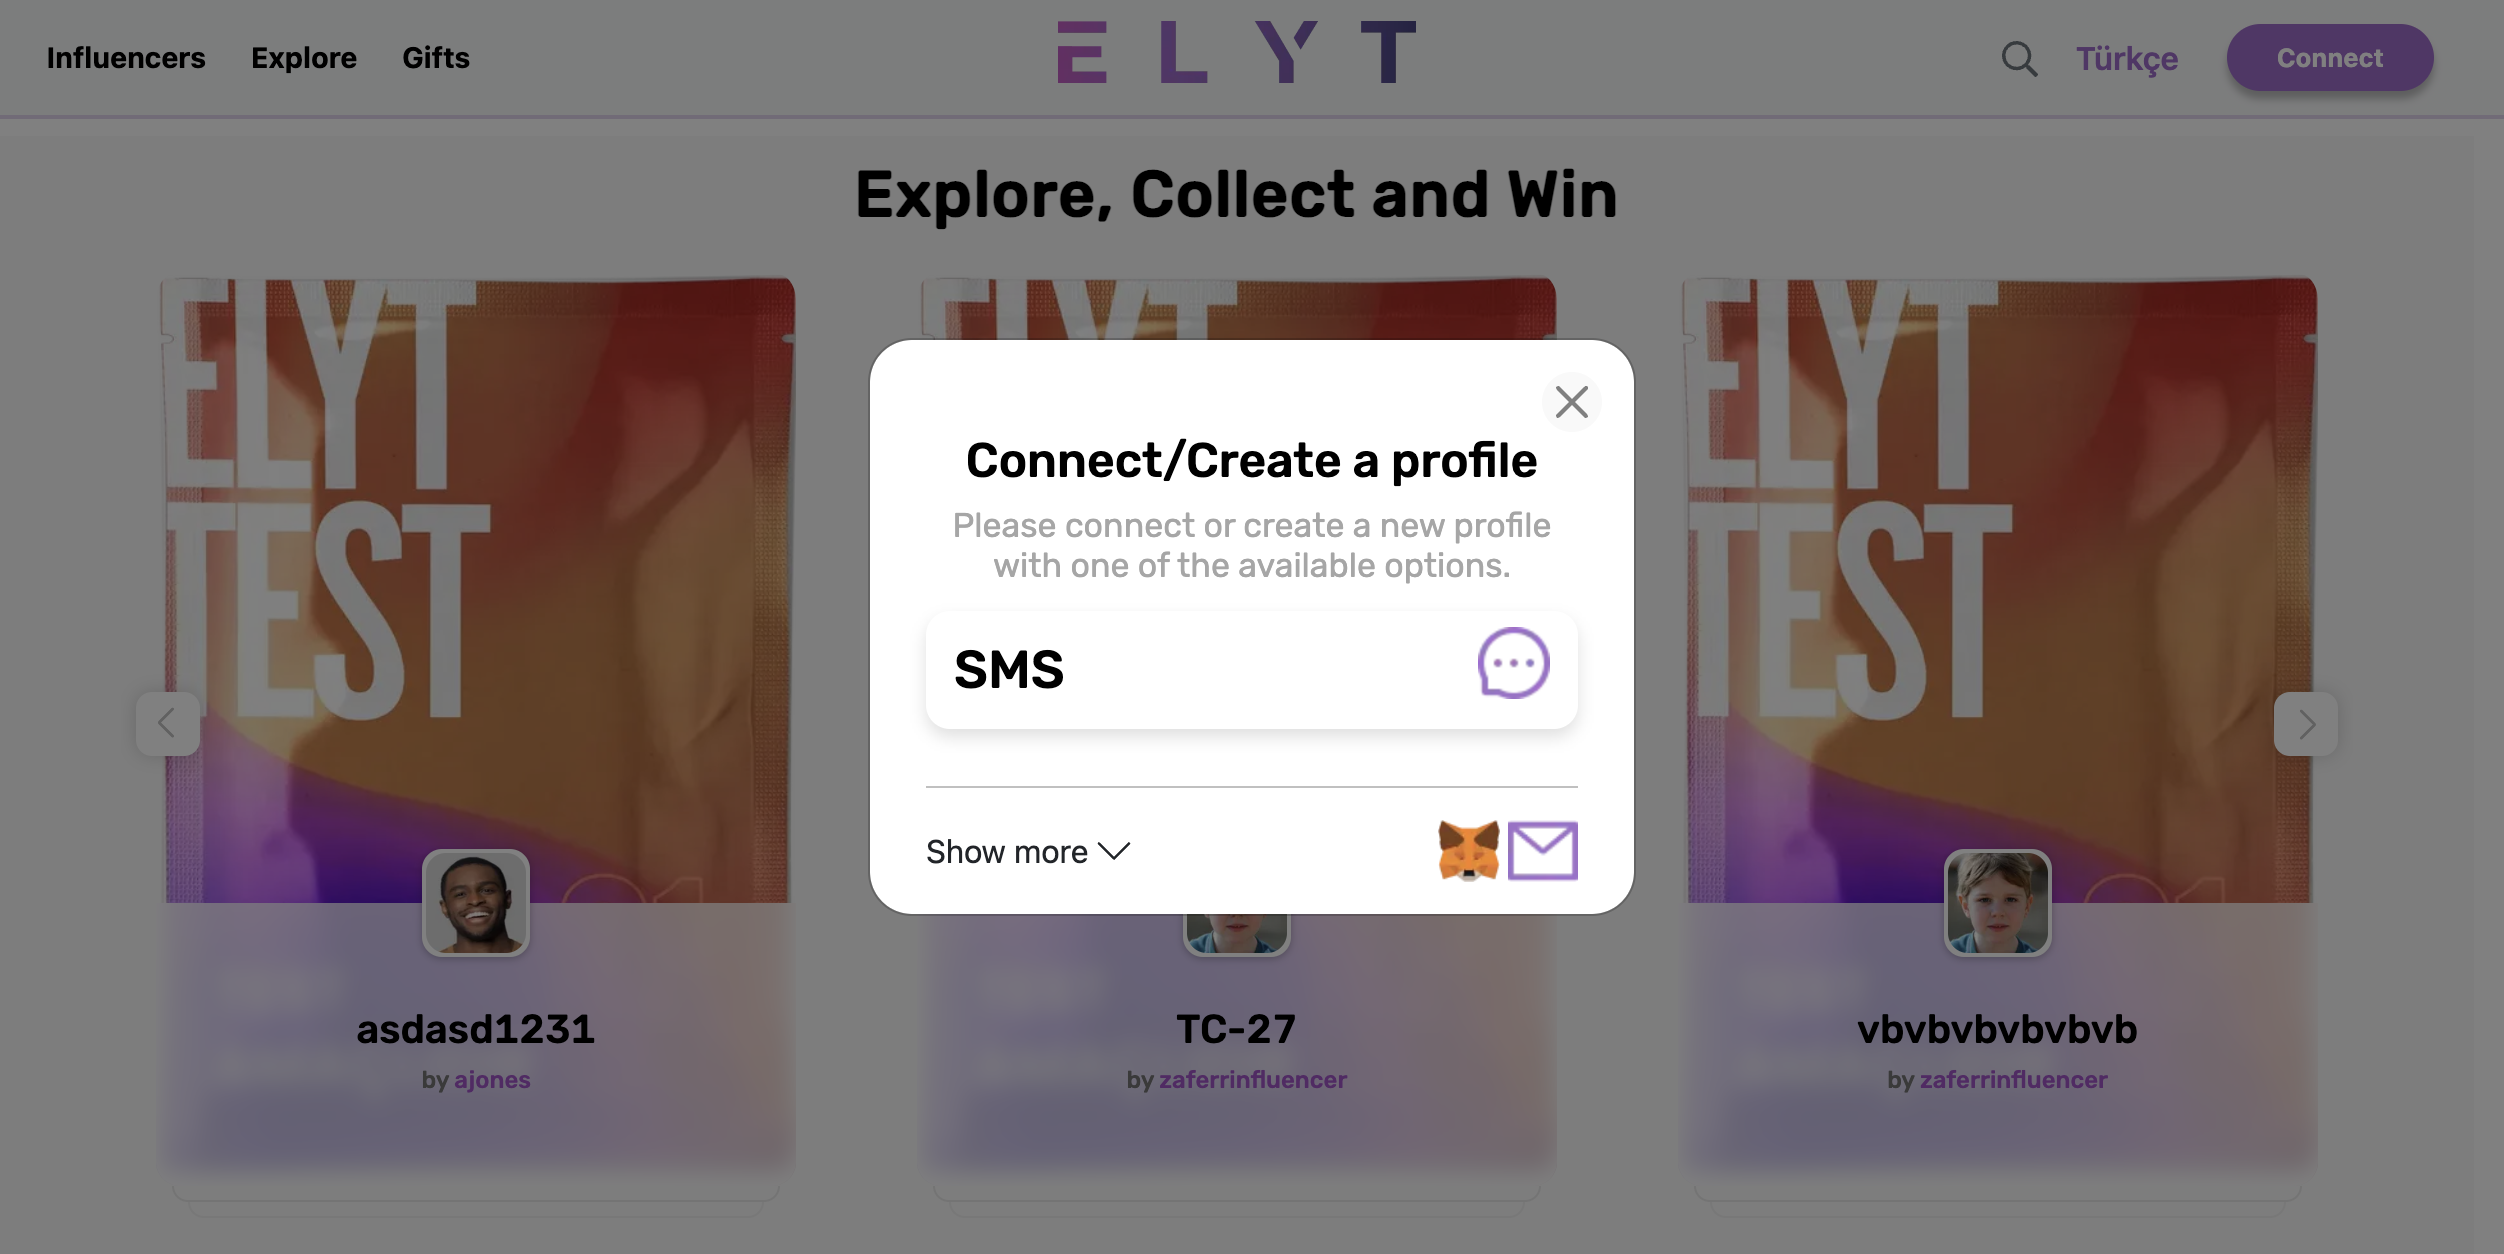 Influencers Explore Gifts
ELYT
Türkçe Connect
Explore, Collect and Win
ELYT
TEST
ELYT
ELYT
TEST
Connect/Create a profile
Please connect or create a new profile
with one of the available options.
SMS
Show more
asdasd1231
by ajones
TC-27
by zaferrinfluencer
vbvbvbvbvbvb
by zaferrinfluencer